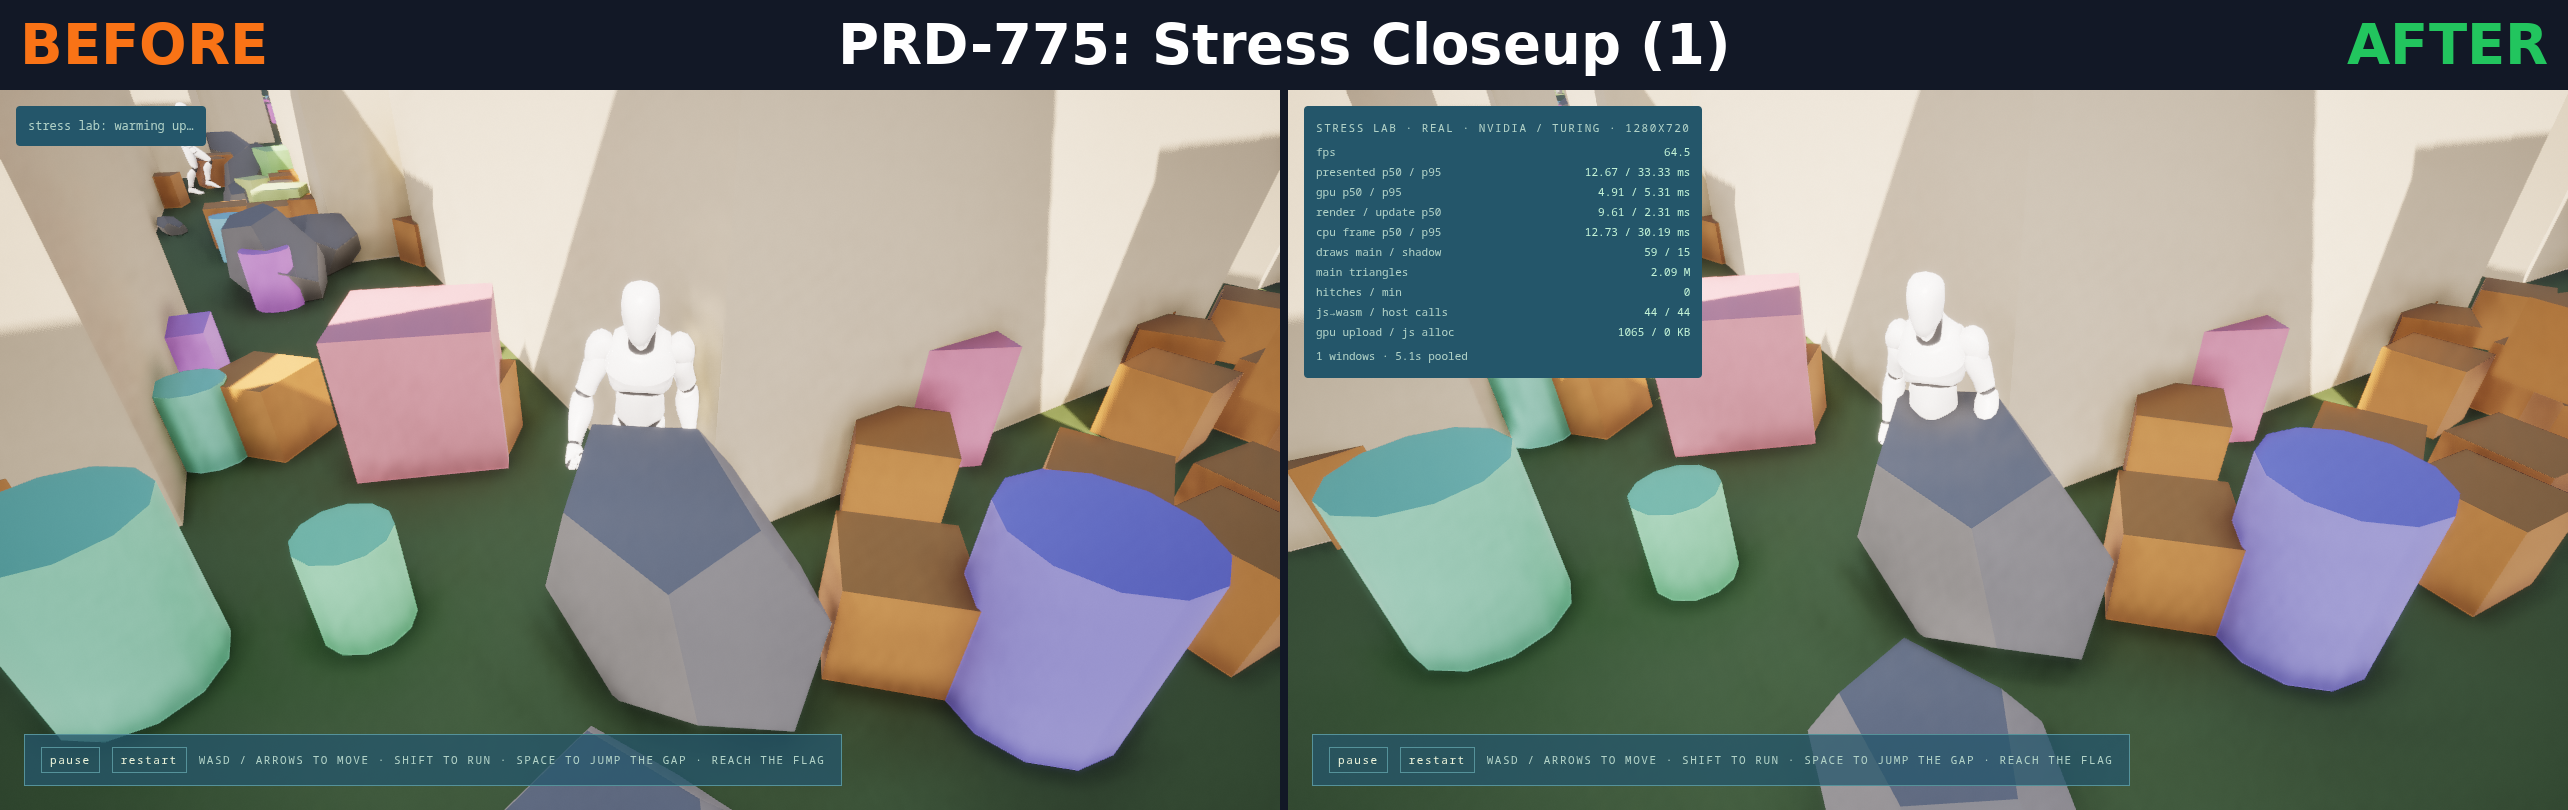 BEFORE
PRD-775: Stress Closeup (1)
AFTER
stress lab: warming up…
pause
restart
WASD / ARROWS TO MOVE · SHIFT TO RUN · SPACE TO JUMP THE GAP · REACH THE FLAG
STRESS LAB · REAL · NVIDIA / TURING · 1280X720
fps 64.5
presented p50 / p95 12.67 / 33.33 ms
gpu p50 / p95 4.91 / 5.31 ms
render / update p50 9.61 / 2.31 ms
cpu frame p50 / p95 12.73 / 30.19 ms
draws main / shadow 59 / 15
main triangles 2.09 M
hitches / min 0
js→wasm / host calls 44 / 44
gpu upload / js alloc 1065 / 0 KB
1 windows · 5.1s pooled
pause
restart
WASD / ARROWS TO MOVE · SHIFT TO RUN · SPACE TO JUMP THE GAP · REACH THE FLAG